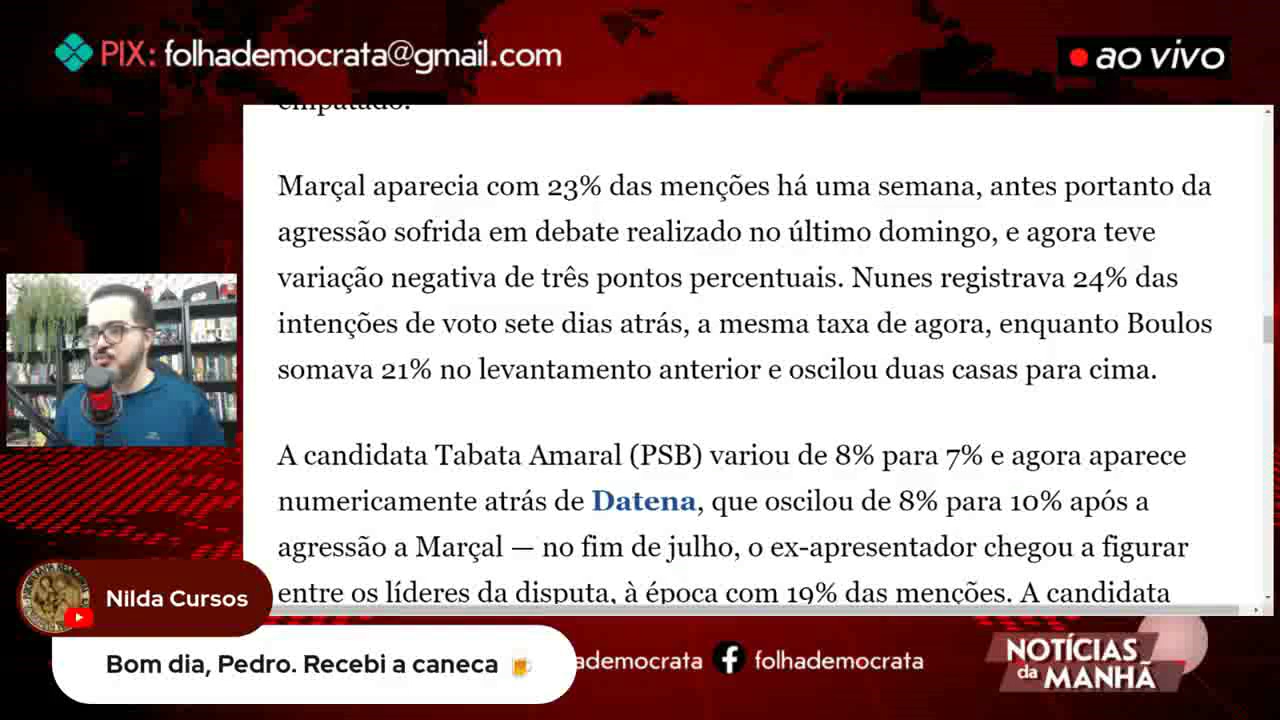 PIX: folhademocrata@gmail.com
ao vivo
empatado.
Marçal aparecia com 23% das menções há uma semana, antes portanto da
agressão sofrida em debate realizado no último domingo, e agora teve
variação negativa de três pontos percentuais. Nunes registrava 24% das
intenções de voto sete dias atrás, a mesma taxa de agora, enquanto Boulos
somava 21% no levantamento anterior e oscilou duas casas para cima.
A candidata Tabata Amaral (PSB) variou de 8% para 7% e agora aparece
numericamente atrás de Datena, que oscilou de 8% para 10% após a
agressão a Marçal — no fim de julho, o ex-apresentador chegou a figurar
entre os líderes da disputa, à época com 19% das menções. A candidata
Nilda Cursos
Bom dia, Pedro. Recebi a caneca 🍺
ademocrata
folhademocrata
NOTÍCIAS
da MANHÃ